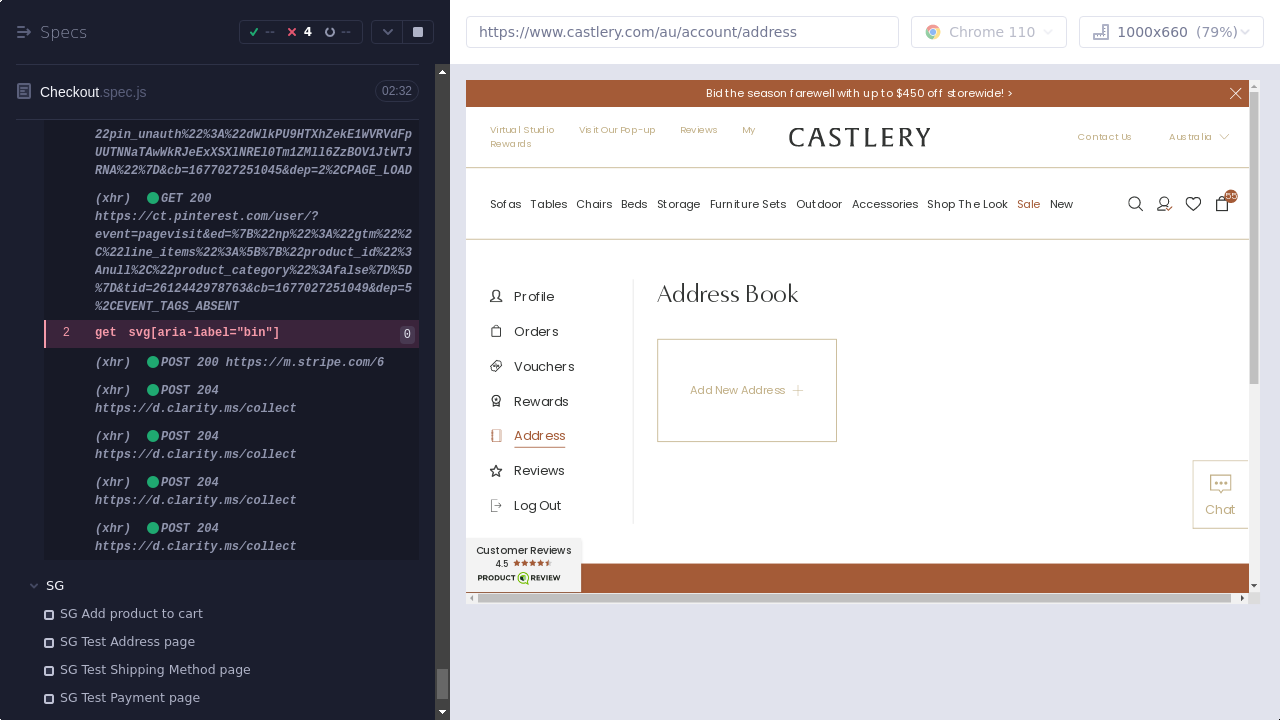 Specs
--
4
--
https://www.castlery.com/au/account/address
Chrome 110
1000x660 (79%)
Checkout.spec.js
02:32
22pin_unauth%22%3A%22dWlkPU9HTXhZekE1WVRVdFp
UUTNNaTAwWkRJeExXSXlNREl0Tm1ZMll6ZzBOV1JtWTJ
RNA%22%7D&cb=1677027251045&dep=2%2CPAGE_LOAD
(xhr) GET 200
https://ct.pinterest.com/user/?
event=pagevisit&ed=%7B%22np%22%3A%22gtm%22%2
C%22line_items%22%3A%5B%7B%22product_id%22%3
Anull%2C%22product_category%22%3Afalse%7D%5D
%7D&tid=2612442978763&cb=1677027251049&dep=5
%2CEVENT_TAGS_ABSENT
2 get svg[aria-label="bin"] 0
(xhr) POST 200 https://m.stripe.com/6
(xhr) POST 204
https://d.clarity.ms/collect
(xhr) POST 204
https://d.clarity.ms/collect
(xhr) POST 204
https://d.clarity.ms/collect
(xhr) POST 204
https://d.clarity.ms/collect
SG
SG Add product to cart
SG Test Address page
SG Test Shipping Method page
SG Test Payment page
Bid the season farewell with up to $450 off storewide! >
Virtual Studio Visit Our Pop-up Reviews My
Rewards
CASTLERY
Contact Us Australia
Sofas Tables Chairs Beds Storage Furniture Sets Outdoor Accessories Shop The Look Sale New
55
Profile
Orders
Vouchers
Rewards
Address
Reviews
Log Out
Address Book
Add New Address
Chat
Customer Reviews
4.5
PRODUCT REVIEW